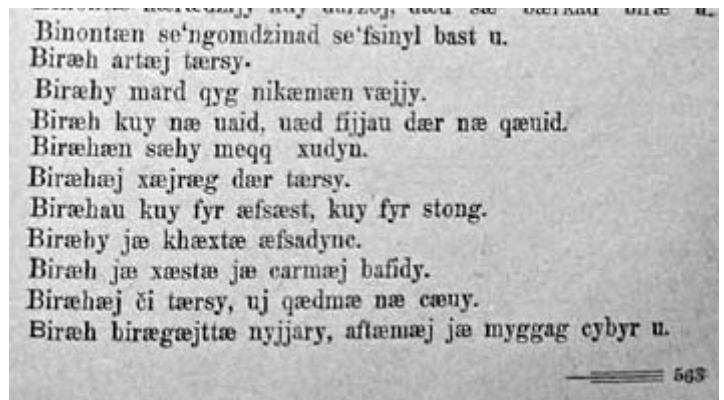 Binontæn se‘ngomdzinad se‘fsinyl bast u.
Biræh artæj tærsy.
Biræhy mard qyg nikæmæn væjjy.
Biræh kuy næ uaid, uæd fijjau dær næ qæuid.
Biræhæn sæhy meqq xudyn.
Biræhæj xæjræg dær tærsy.
Biræhau kuy fyr æfsæst, kuy fyr stong.
Biræhy jæ khæxtæ æfsadync.
Biræh jæ xæstæ jæ carmæj bafidy.
Biræhæj či tærsy, uj qædmæ næ cæuy.
Biræh birægæjttæ nyjjary, aftæmæj jæ myggag cybyr u.
563